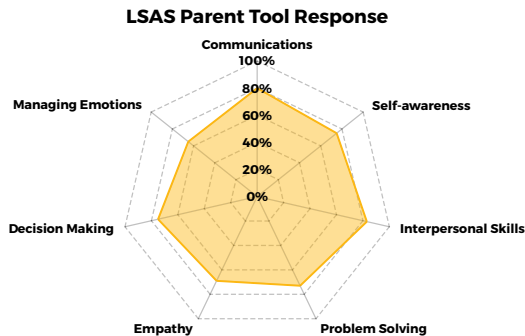 LSAS Parent Tool Response
Communications
100%
Managing Emotions
80%
Self-awareness
60%
40%
20%
0%
Decision Making
Interpersonal Skills
Empathy
Problem Solving